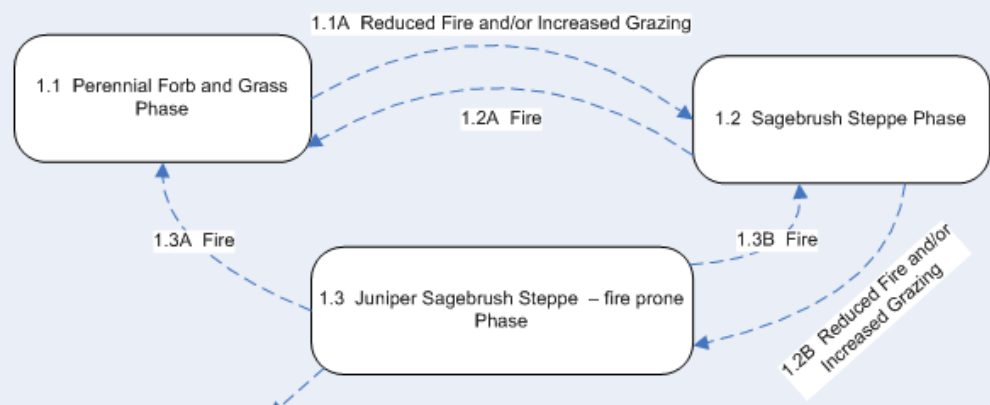 1.1A Reduced Fire and/or Increased Grazing
1.1 Perennial Forb and Grass
Phase
1.2A Fire
1.2 Sagebrush Steppe Phase
1.3A Fire
1.3B Fire
1.2B Reduced Fire and/or
Increased Grazing
1.3 Juniper Sagebrush Steppe – fire prone
Phase